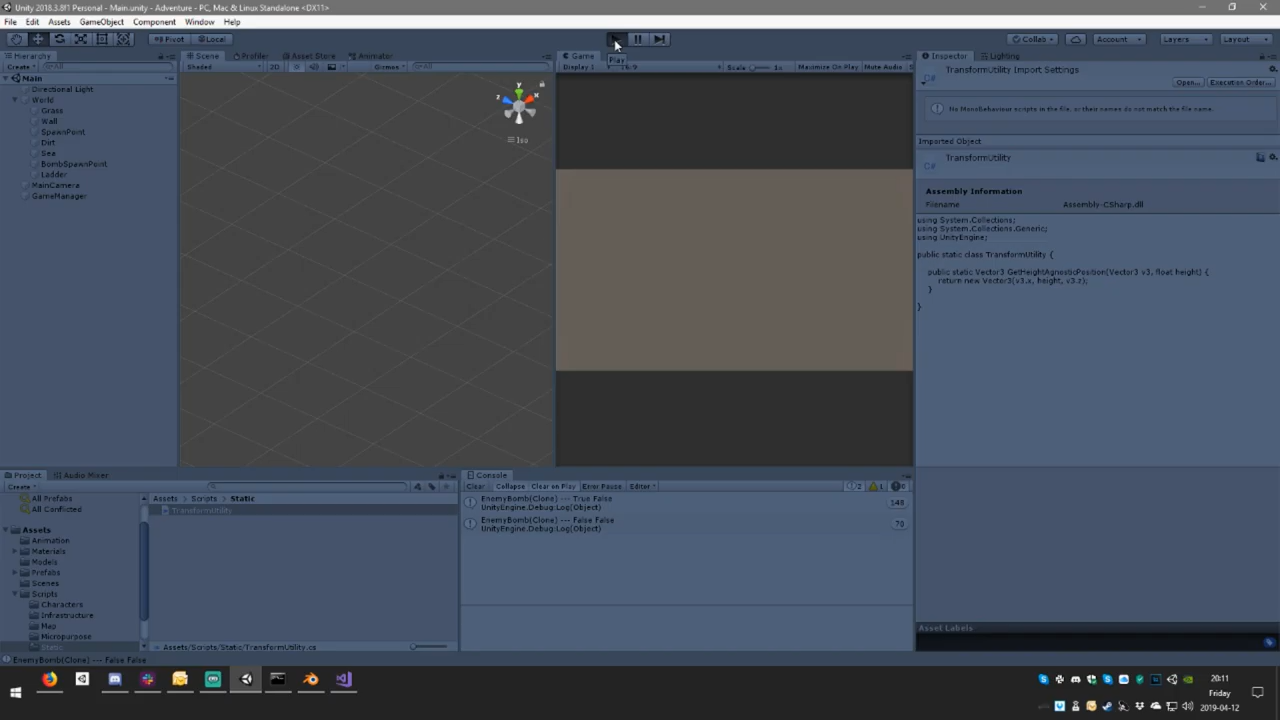 Unity 2018.3.8f1 Personal - Main.unity - Adventure - PC, Mac & Linux Standalone <DX11>
File Edit Assets GameObject Component Window Help
Pivot Local
Collab Account Layers Layout
Hierarchy
Create All
Main
Directional Light
World
Grass
Wall
SpawnPoint
Dirt
Sea
BombSpawnPoint
Ladder
MainCamera
GameManager
Scene Profiler Asset Store Animator
Shaded 2D Gizmos All
y
x
z
Iso
Play
Game
Display 1 16:9 Scale 1x Maximize On Play Mute Audio
Inspector Lighting
TransformUtility Import Settings
Open... Execution Order...
No MonoBehaviour scripts in the file, or their names do not match the file name.
Imported Object
TransformUtility
Assembly Information
Filename Assembly-CSharp.dll
using System.Collections;
using System.Collections.Generic;
using UnityEngine;
public static class TransformUtility {
public static Vector3 GetHeightAgnosticPosition(Vector3 v3, float height) {
return new Vector3(v3.x, height, v3.z);
}
}
Asset Labels
Project Audio Mixer
Create
All Prefabs
All Conflicted
Assets
Animation
Materials
Models
Prefabs
Scenes
Scripts
Characters
Infrastructure
Map
Micropurpose
Static
Assets Scripts Static
TransformUtility
Assets/Scripts/Static/TransformUtility.cs
Console
Clear Collapse Clear on Play Error Pause Editor
2 1 0
EnemyBomb(Clone) --- True False
UnityEngine.Debug:Log(Object)
148
EnemyBomb(Clone) --- False False
UnityEngine.Debug:Log(Object)
70
EnemyBomb(Clone) --- False False
20:11
Friday
2019-04-12